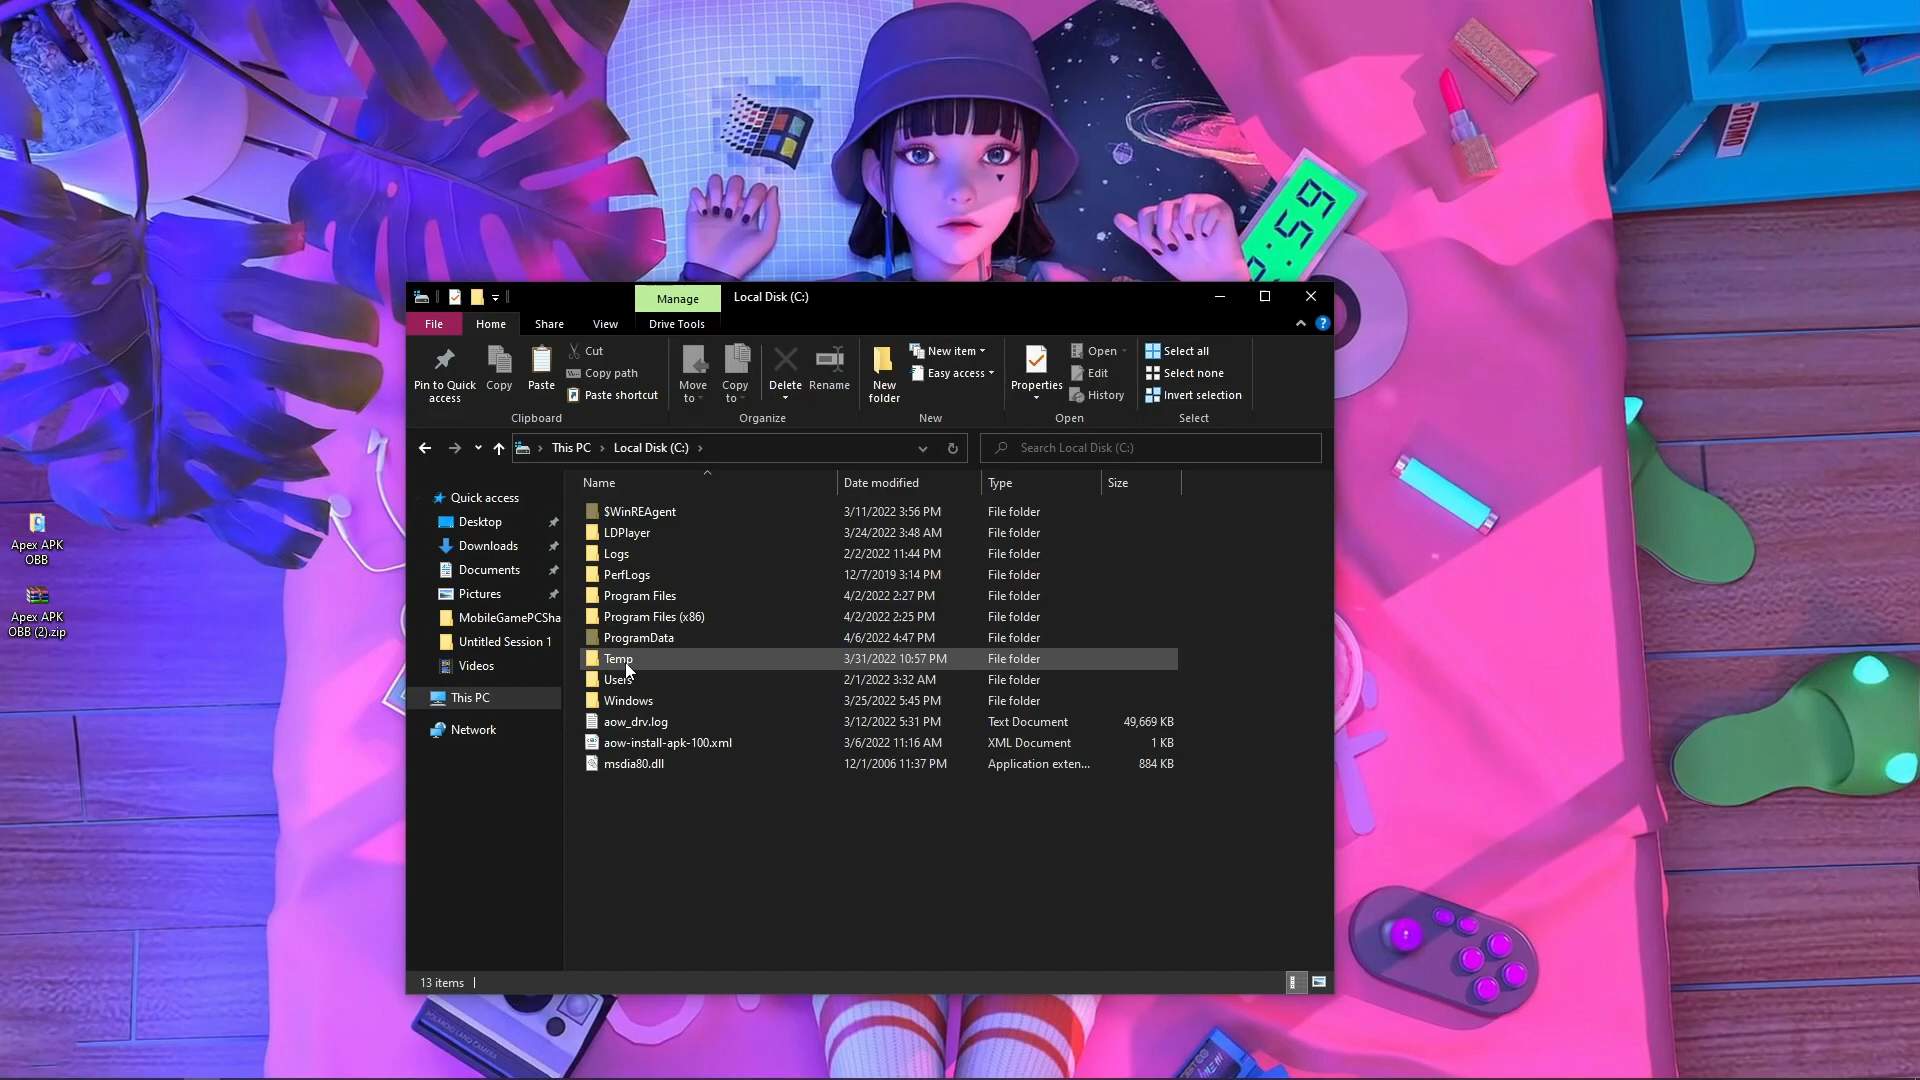 Manage
Local Disk (C:)
File
Home
Share
View
Drive Tools
Pin to Quick access
Copy
Paste
Cut
Copy path
Paste shortcut
Clipboard
Move to
Copy to
Delete
Rename
Organize
New folder
New item
Easy access
New
Properties
Open
Edit
History
Open
Select all
Select none
Invert selection
Select
This PC
Local Disk (C:)
Search Local Disk (C:)
Name Date modified Type Size
Quick access
Desktop
Downloads
Documents
Pictures
MobileGamePCSha
Untitled Session 1
Videos
This PC
Network
$WinREAgent 3/11/2022 3:56 PM File folder
LDPlayer 3/24/2022 3:48 AM File folder
Logs 2/2/2022 11:44 PM File folder
PerfLogs 12/7/2019 3:14 PM File folder
Program Files 4/2/2022 2:27 PM File folder
Program Files (x86) 4/2/2022 2:25 PM File folder
ProgramData 4/6/2022 4:47 PM File folder
Temp 3/31/2022 10:57 PM File folder
Users 2/1/2022 3:32 AM File folder
Windows 3/25/2022 5:45 PM File folder
aow_drv.log 3/12/2022 5:31 PM Text Document 49,669 KB
aow-install-apk-100.xml 3/6/2022 11:16 AM XML Document 1 KB
msdia80.dll 12/1/2006 11:37 PM Application exten... 884 KB
13 items
Apex APK
OBB
Apex APK
OBB (2).zip
POLAROID LAND CAMERA